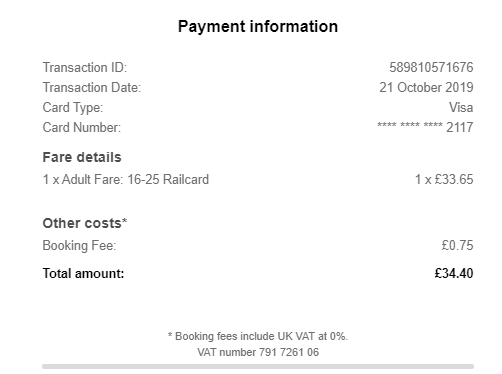 Payment information
Transaction ID: 589810571676
Transaction Date: 21 October 2019
Card Type: Visa
Card Number: **** **** **** 2117
Fare details
1 x Adult Fare: 16-25 Railcard 1 x £33.65
Other costs*
Booking Fee: £0.75
Total amount: £34.40
* Booking fees include UK VAT at 0%.
VAT number 791 7261 06